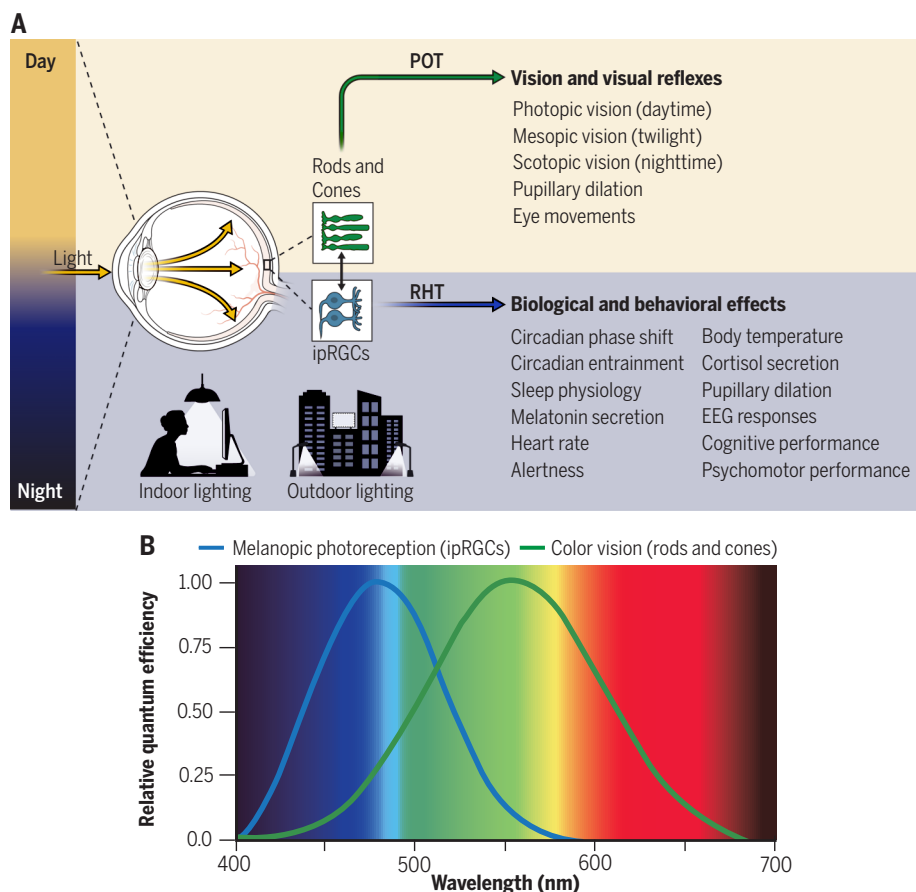 A
Day
POT
Vision and visual reflexes
Photopic vision (daytime)
Mesopic vision (twilight)
Scotopic vision (nighttime)
Pupillary dilation
Eye movements
Rods and
Cones
Light
RHT
Biological and behavioral effects
ipRGCs
Circadian phase shift
Circadian entrainment
Sleep physiology
Melatonin secretion
Heart rate
Alertness
Body temperature
Cortisol secretion
Pupillary dilation
EEG responses
Cognitive performance
Psychomotor performance
Night
Indoor lighting
Outdoor lighting
B
Melanopic photoreception (ipRGCs)
Color vision (rods and cones)
Relative quantum efficiency
1.00
0.75
0.50
0.25
0.0
400
500
600
700
Wavelength (nm)